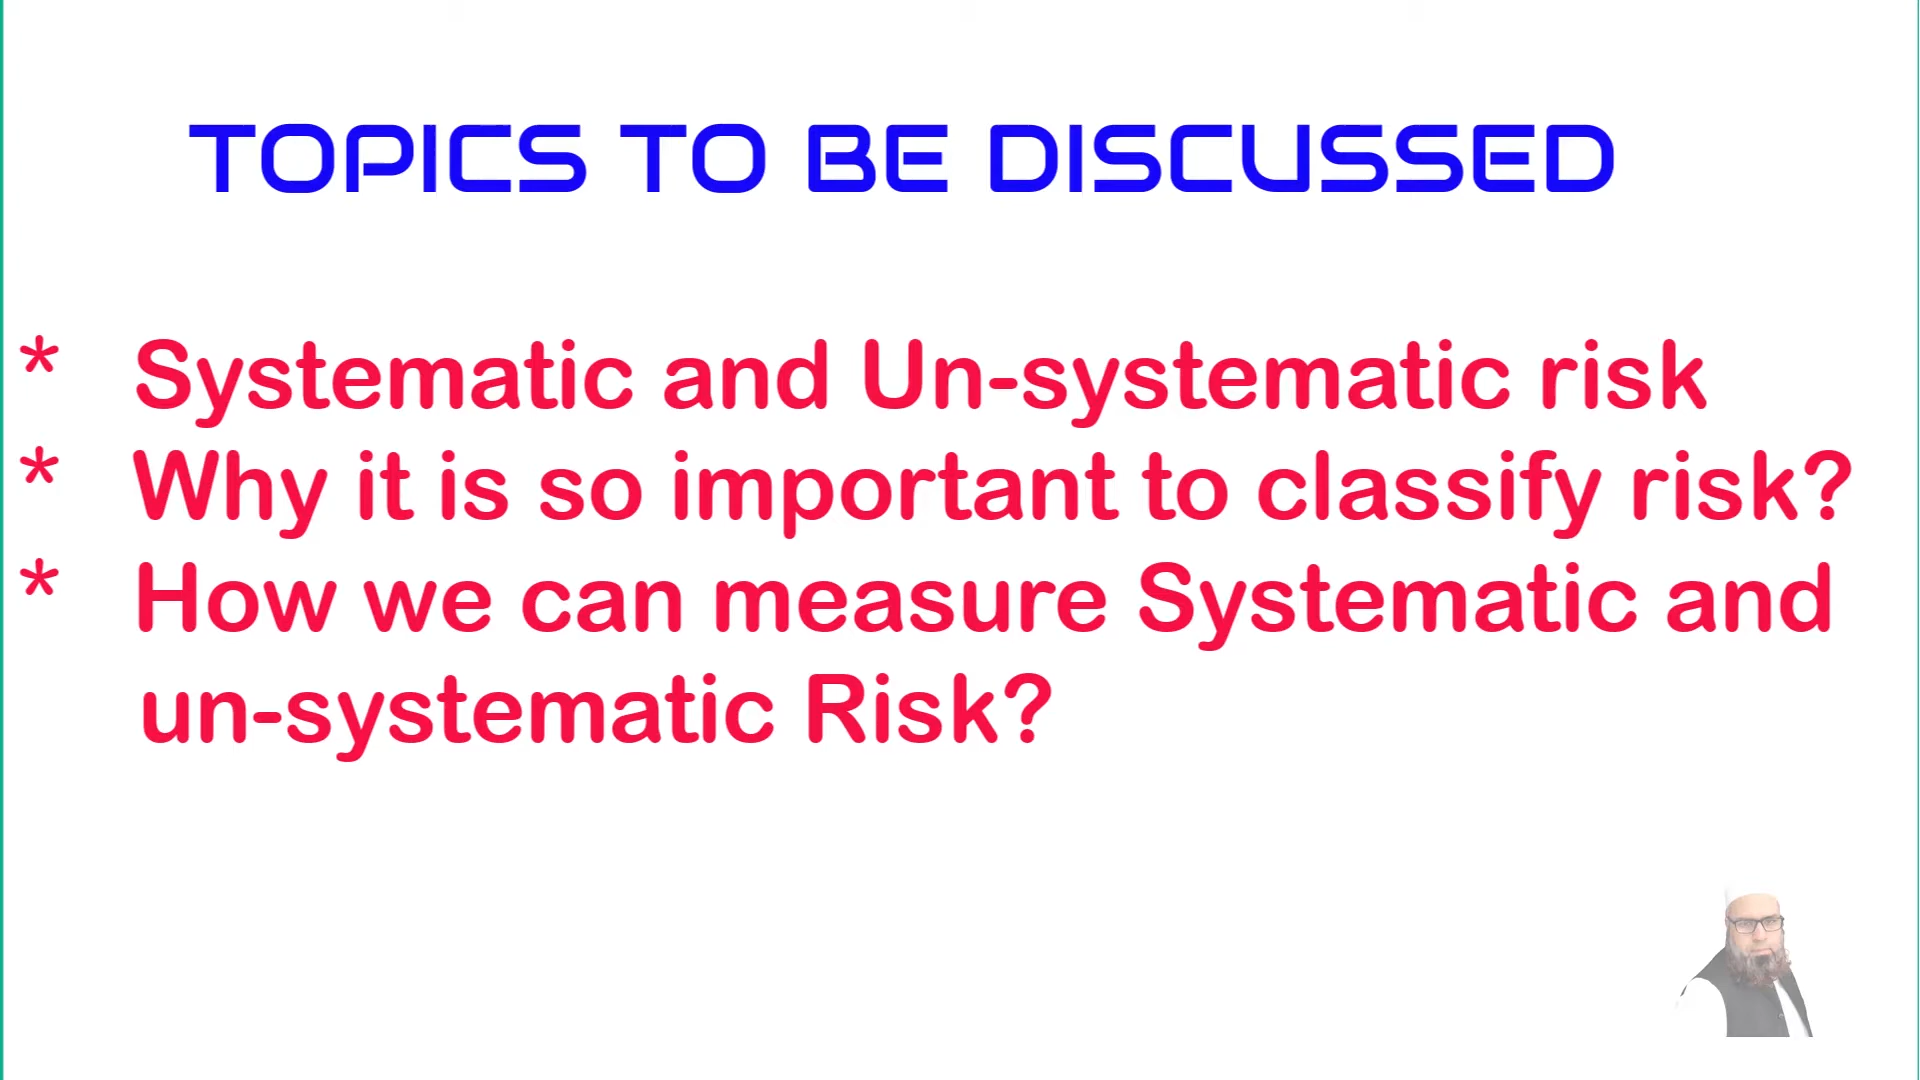 TOPICS TO BE DISCUSSED
* Systematic and Un-systematic risk
* Why it is so important to classify risk?
* How we can measure Systematic and
un-systematic Risk?